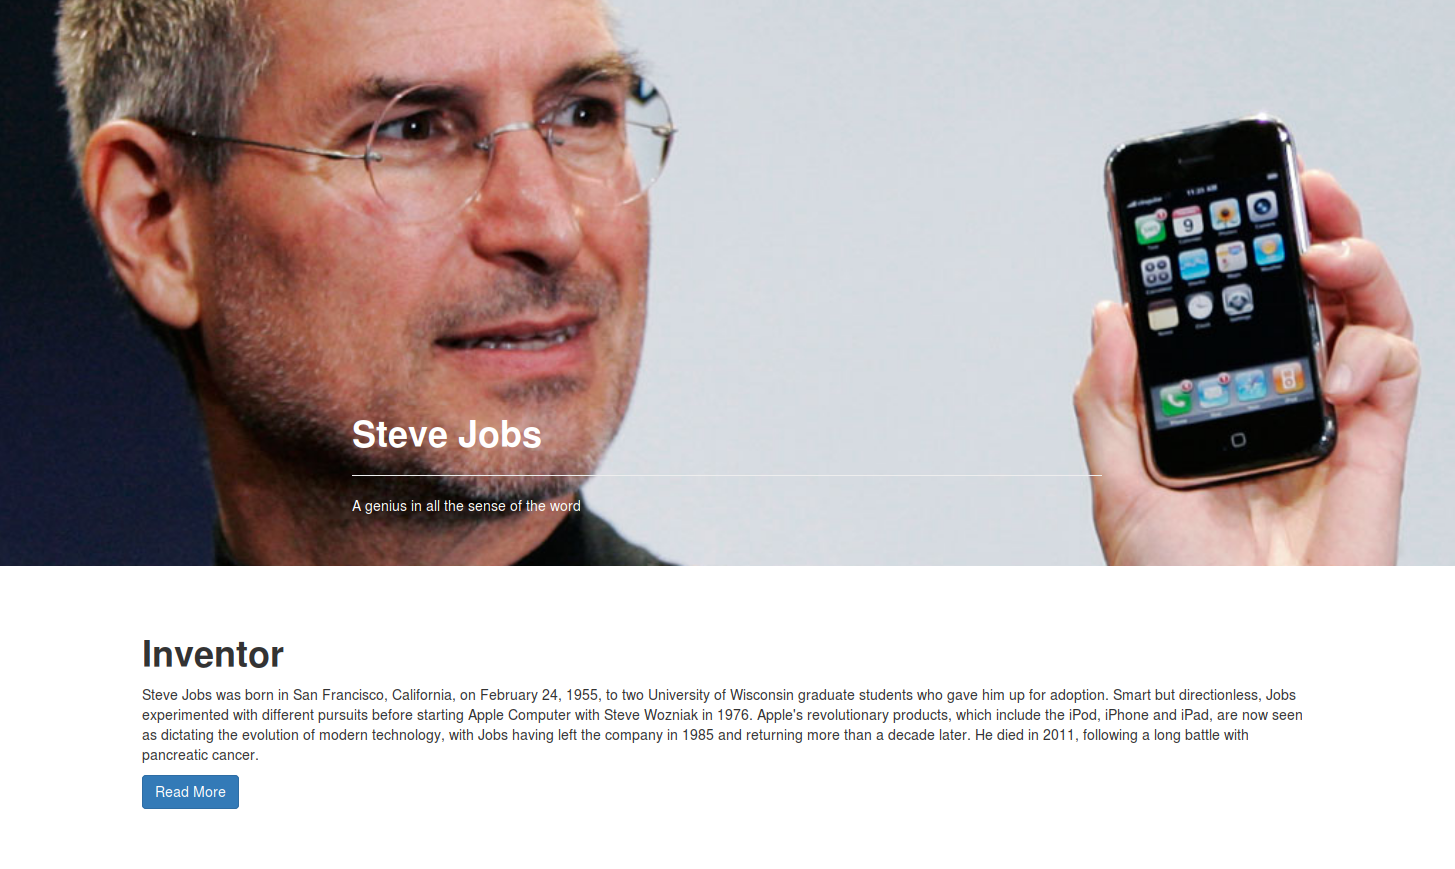 11:35 AM
9
Steve Jobs
A genius in all the sense of the word
Inventor
Steve Jobs was born in San Francisco, California, on February 24, 1955, to two University of Wisconsin graduate students who gave him up for adoption. Smart but directionless, Jobs
experimented with different pursuits before starting Apple Computer with Steve Wozniak in 1976. Apple's revolutionary products, which include the iPod, iPhone and iPad, are now seen
as dictating the evolution of modern technology, with Jobs having left the company in 1985 and returning more than a decade later. He died in 2011, following a long battle with
pancreatic cancer.
Read More